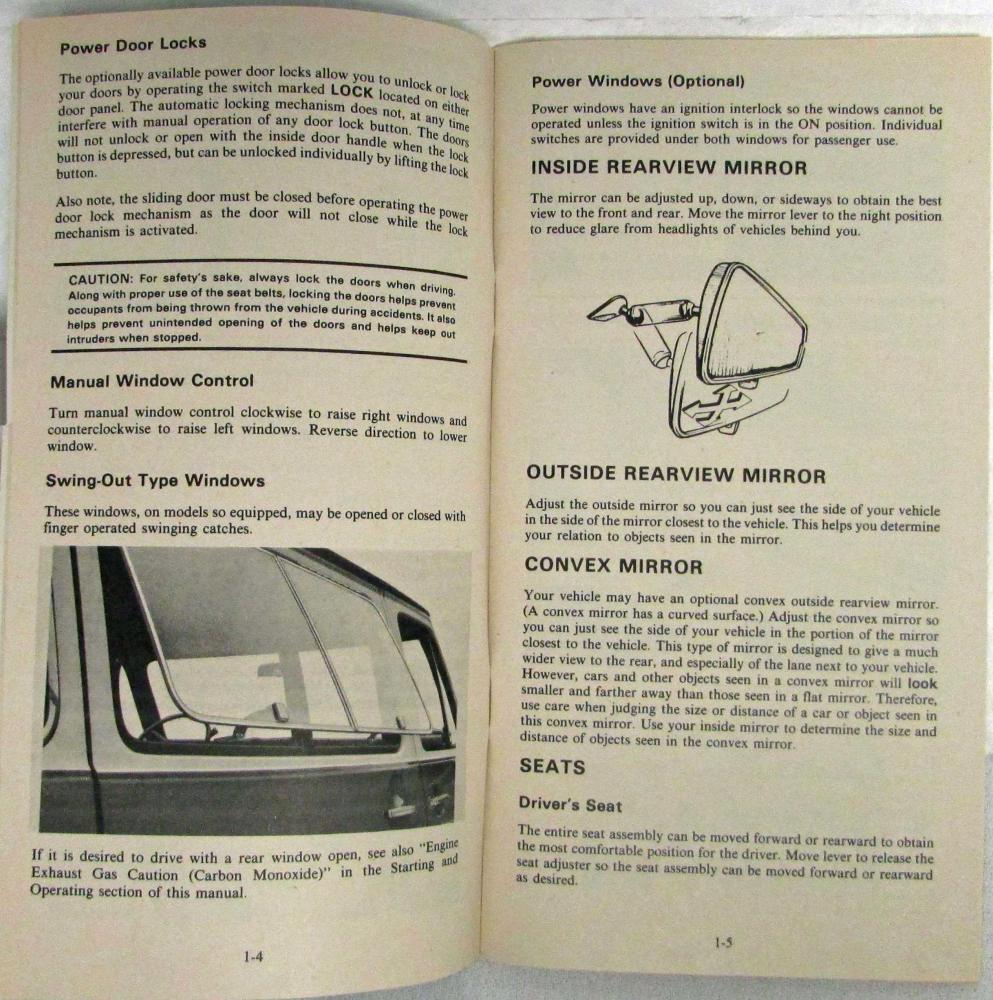 Power Door Locks
The optionally available power door locks allow you to unlock or lock
your doors by operating the switch marked LOCK located on either
door panel. The automatic locking mechanism does not, at any time
interfere with manual operation of any door lock button. The doors
will not unlock or open with the inside door handle when the lock
button is depressed, but can be unlocked individually by lifting the lock
button.
Also note, the sliding door must be closed before operating the power
door lock mechanism as the door will not close while the lock
mechanism is activated.
CAUTION: For safety's sake, always lock the doors when driving.
Along with proper use of the seat belts, locking the doors helps prevent
occupants from being thrown from the vehicle during accidents. It also
helps prevent unintended opening of the doors and helps keep out
intruders when stopped.
Manual Window Control
Turn manual window control clockwise to raise right windows and
counterclockwise to raise left windows. Reverse direction to lower
window.
Swing-Out Type Windows
These windows, on models so equipped, may be opened or closed with
finger operated swinging catches.
If it is desired to drive with a rear window open, see also "Engine
Exhaust Gas Caution (Carbon Monoxide)" in the Starting and
Operating section of this manual.
1-4
Power Windows (Optional)
Power windows have an ignition interlock so the windows cannot be
operated unless the ignition switch is in the ON position. Individual
switches are provided under both windows for passenger use.
INSIDE REARVIEW MIRROR
The mirror can be adjusted up, down, or sideways to obtain the best
view to the front and rear. Move the mirror lever to the night position
to reduce glare from headlights of vehicles behind you.
OUTSIDE REARVIEW MIRROR
Adjust the outside mirror so you can just see the side of your vehicle
in the side of the mirror closest to the vehicle. This helps you determine
your relation to objects seen in the mirror.
CONVEX MIRROR
Your vehicle may have an optional convex outside rearview mirror.
(A convex mirror has a curved surface.) Adjust the convex mirror so
you can just see the side of your vehicle in the portion of the mirror
closest to the vehicle. This type of mirror is designed to give a much
wider view to the rear, and especially of the lane next to your vehicle.
However, cars and other objects seen in a convex mirror will look
smaller and farther away than those seen in a flat mirror. Therefore,
use care when judging the size or distance of a car or object seen in
this convex mirror. Use your inside mirror to determine the size and
distance of objects seen in the convex mirror.
SEATS
Driver's Seat
The entire seat assembly can be moved forward or rearward to obtain
the most comfortable position for the driver. Move lever to release the
seat adjuster so the seat assembly can be moved forward or rearward
as desired.
1-5